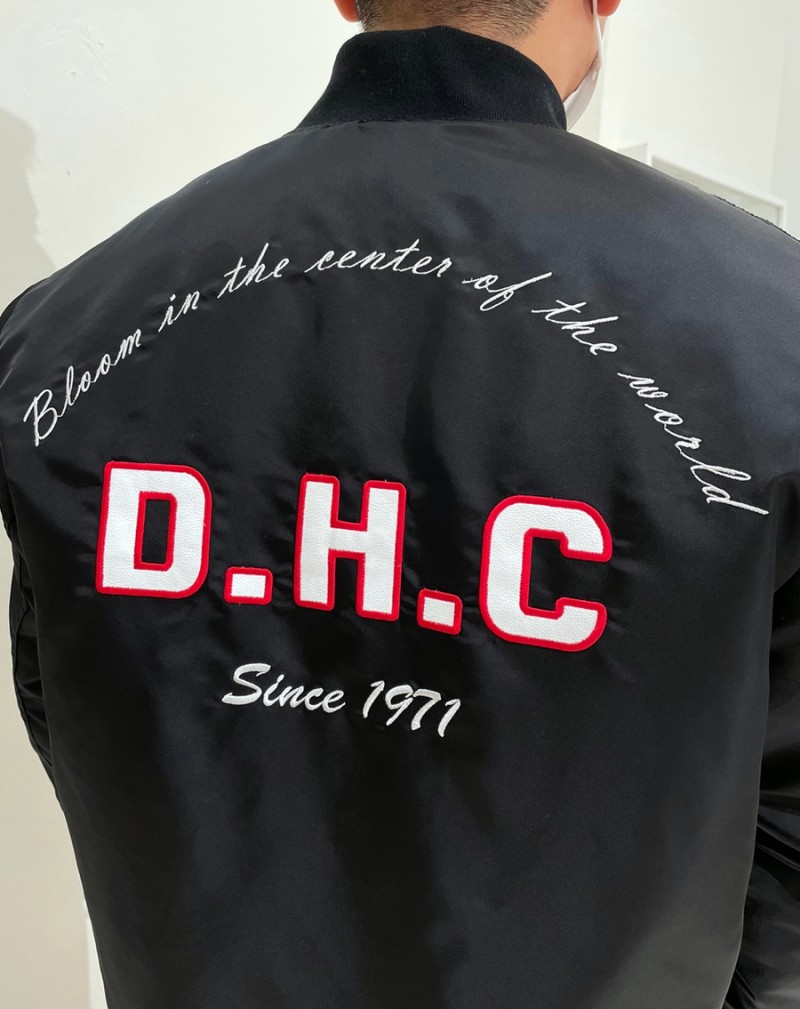 Bloom in the center of the world
D.H.C
Since 1971